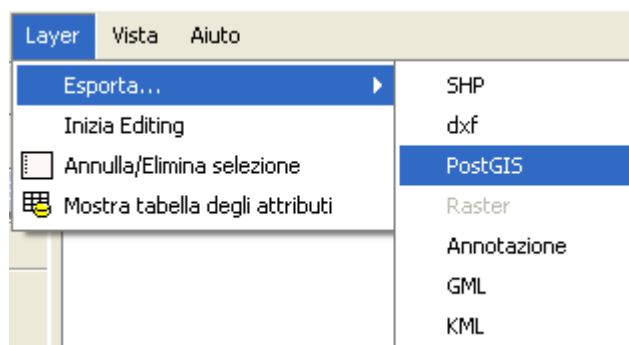 Layer Vista Aiuto
Esporta...
Inizia Editing
Annulla/Elimina selezione
Mostra tabella degli attributi
SHP
dxf
PostGIS
Raster
Annotazione
GML
KML